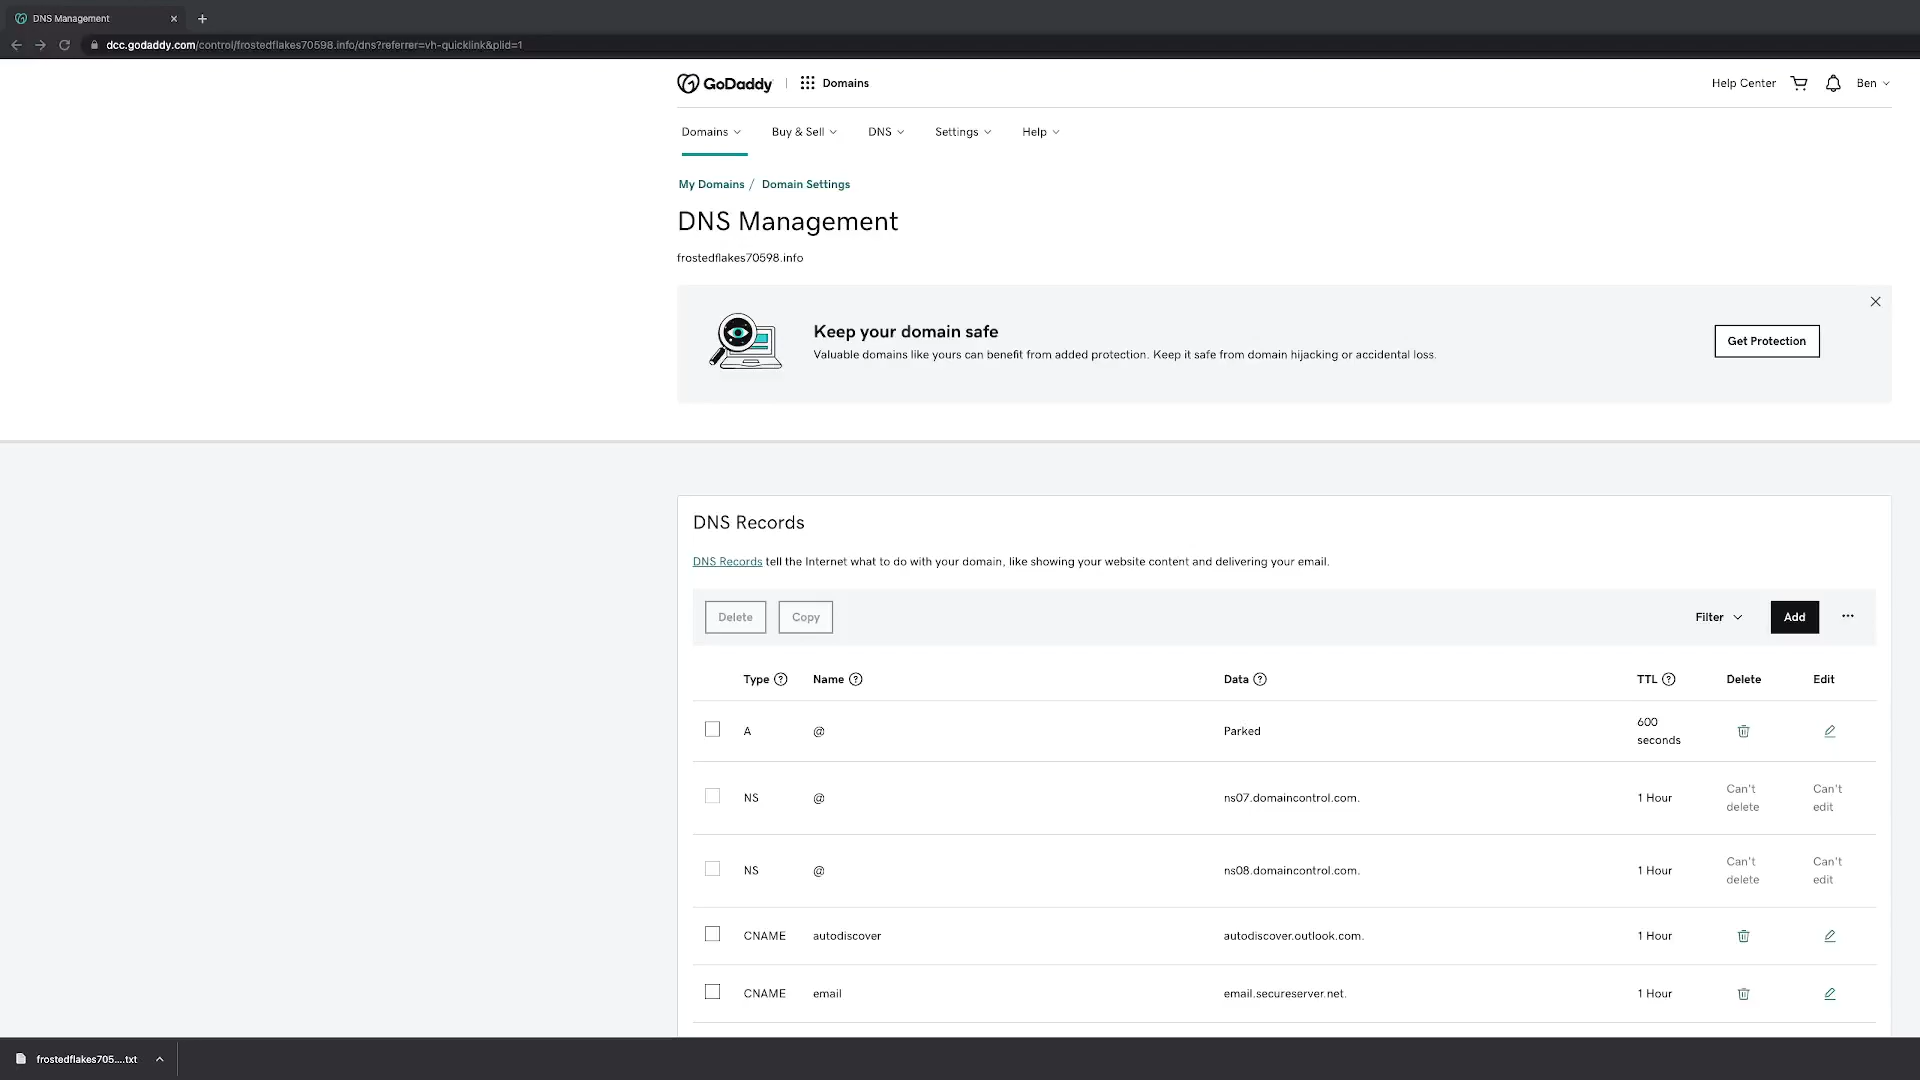 DNS Management
dcc.godaddy.com/control/frostedflakes70598.info/dns?referrer=vh-quicklink&plid=1
GoDaddy Domains Help Center Ben
Domains Buy & Sell DNS Settings Help
My Domains / Domain Settings
DNS Management
frostedflakes70598.info
Keep your domain safe
Valuable domains like yours can benefit from added protection. Keep it safe from domain hijacking or accidental loss.
Get Protection
DNS Records
DNS Records tell the Internet what to do with your domain, like showing your website content and delivering your email.
Delete Copy Filter Add
Type Name Data TTL Delete Edit
A @ Parked 600 seconds
NS @ ns07.domaincontrol.com. 1 Hour Can't delete Can't edit
NS @ ns08.domaincontrol.com. 1 Hour Can't delete Can't edit
CNAME autodiscover autodiscover.outlook.com. 1 Hour
CNAME email email.secureserver.net. 1 Hour
frostedflakes705....txt